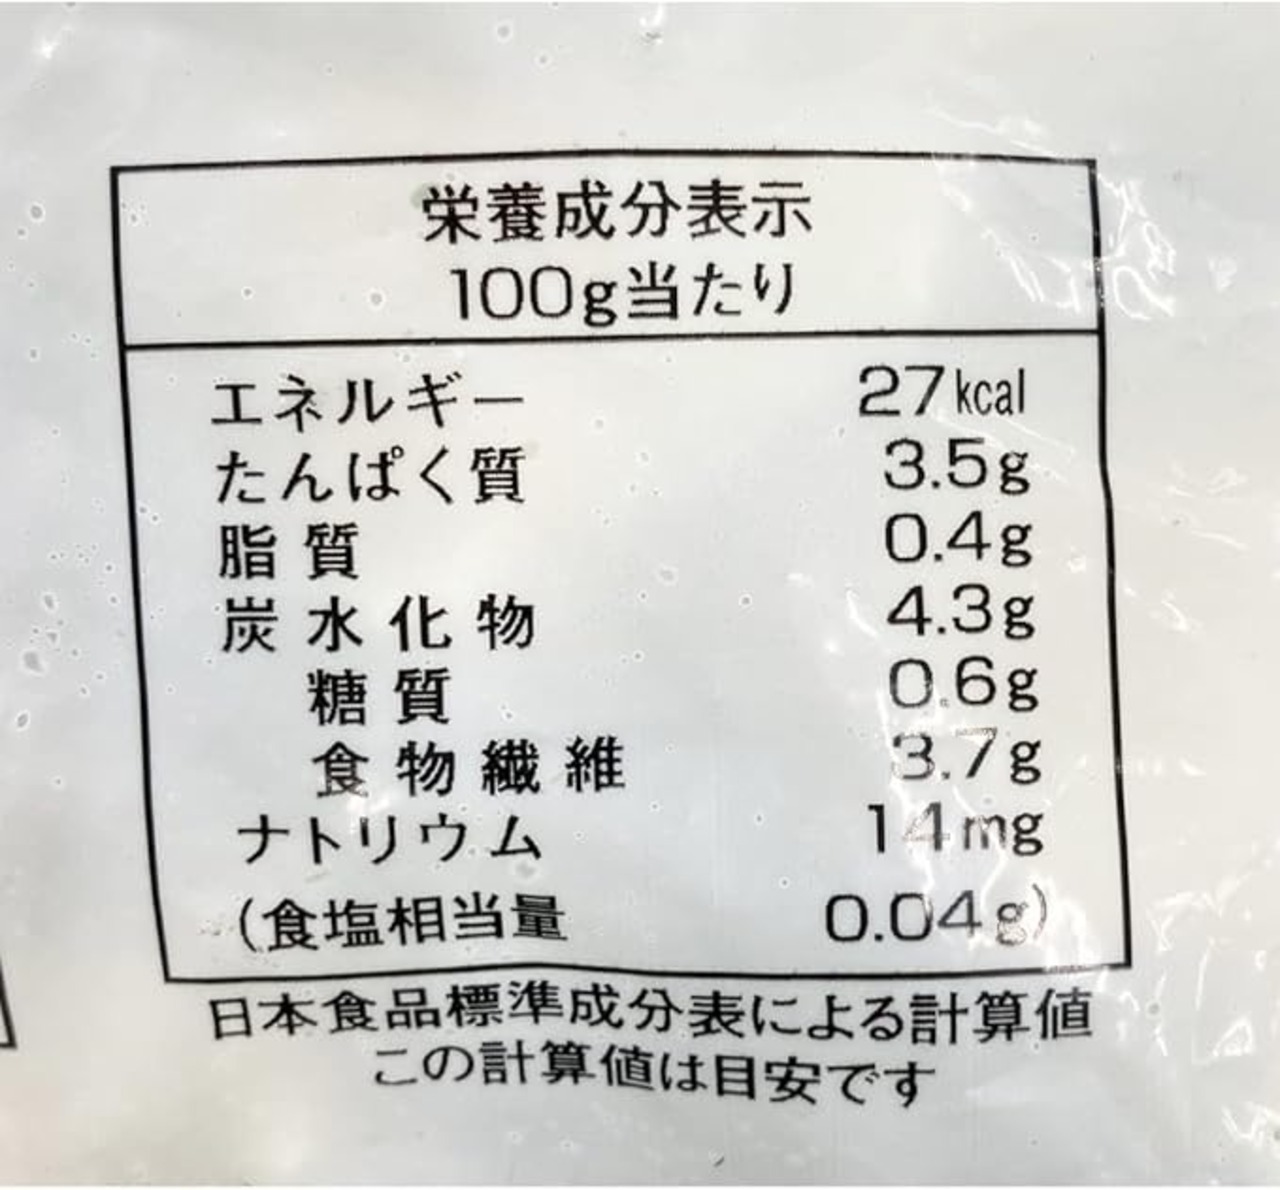 栄養成分表示
100g当たり
エネルギー 27kcal
たんぱく質 3.5g
脂質 0.4g
炭水化物 4.3g
糖質 0.6g
食物繊維 3.7g
ナトリウム 14mg
(食塩相当量 0.04g)
日本食品標準成分表による計算値
この計算値は目安です